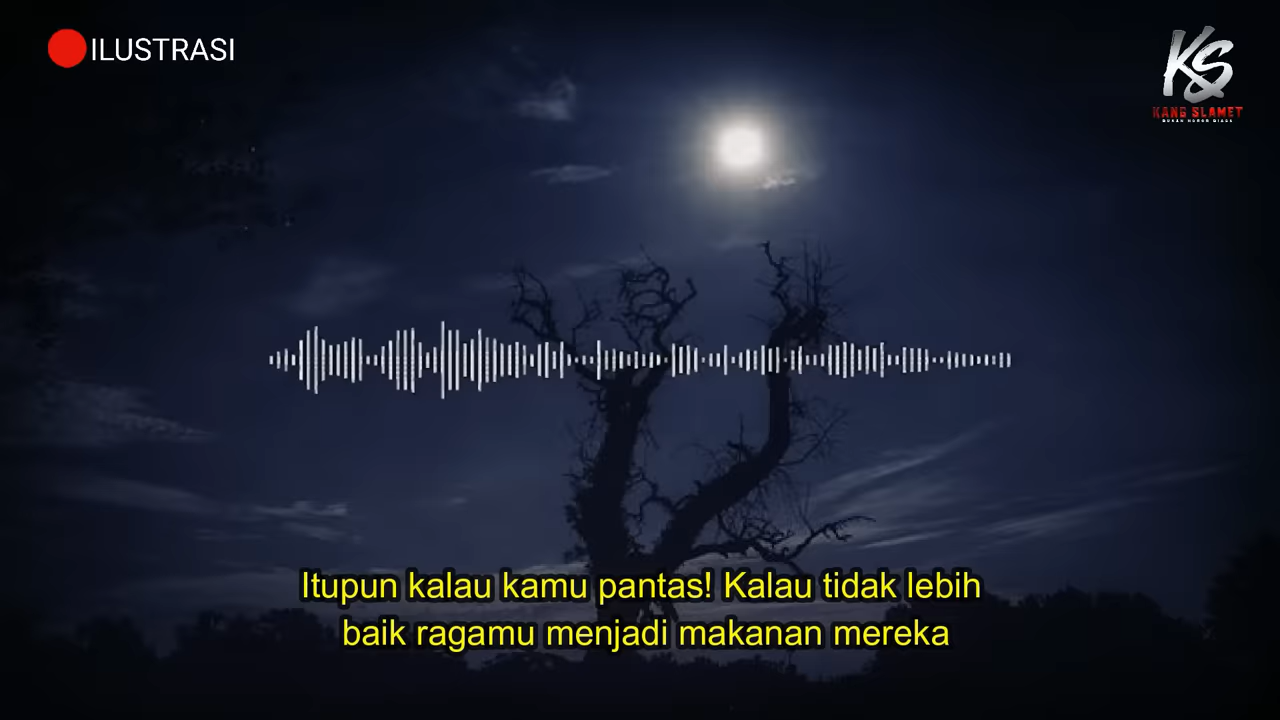 ILUSTRASI
KS
KANG SLAMET
Itupun kalau kamu pantas! Kalau tidak lebih
baik ragamu menjadi makanan mereka